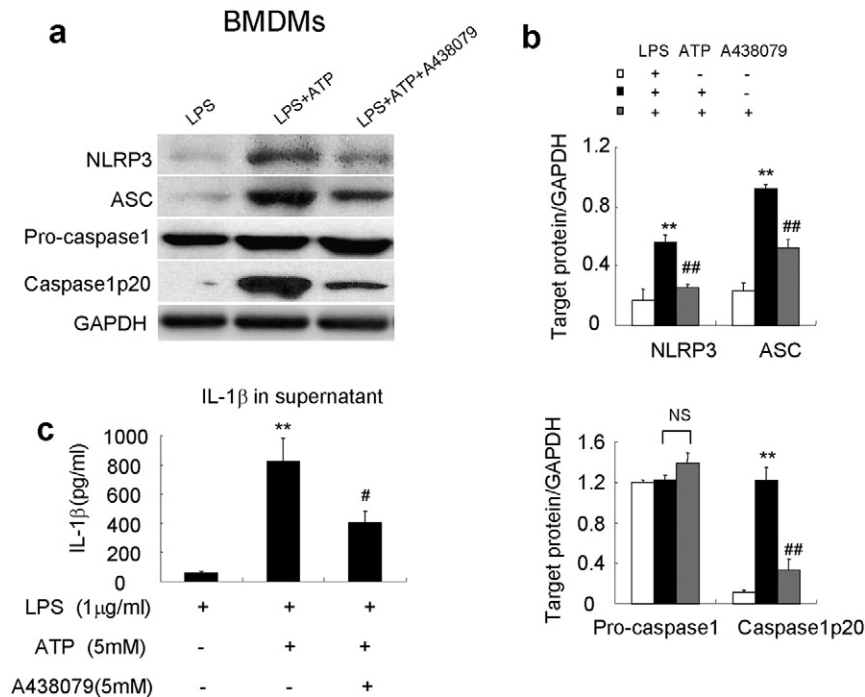 a
BMDMs
LPS
LPS+ATP
LPS+ATP+A438079
NLRP3
ASC
Pro-caspase1
Caspase1p20
GAPDH
b
LPS ATP A438079
+ - -
+ + -
+ + +
Target protein/GAPDH
1.2
0.8
0.4
0
** ## ** ##
NLRP3 ASC
Target protein/GAPDH
1.6
1.2
0.8
0.4
0
NS ** ##
Pro-caspase1 Caspase1p20
c
IL-1β in supernatant
IL-1β(pg/ml)
1000
800
600
400
200
0
** #
LPS (1μg/ml) + + +
ATP (5mM) - + +
A438079(5mM) - - +